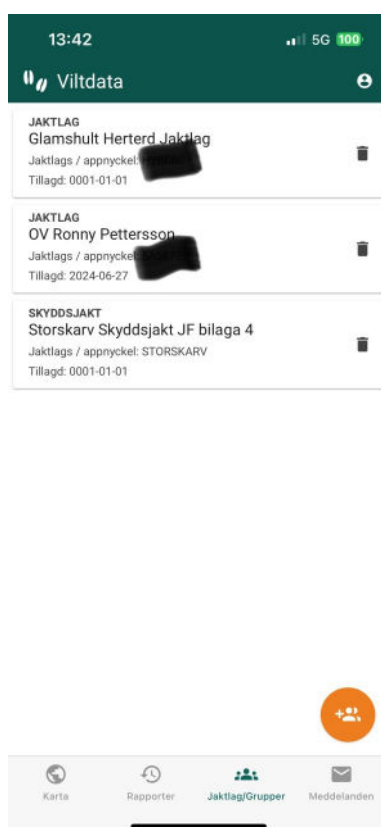 13:42
5G 100
Viltdata
JAKTLAG
Glamshult Herterd Jaktlag
Jaktlags / appnyckel:
Tillagd: 0001-01-01
JAKTLAG
OV Ronny Pettersson
Jaktlags / appnyckel
Tillagd: 2024-06-27
SKYDDSJAKT
Storskarv Skyddsjakt JF bilaga 4
Jaktlags / appnyckel: STORSKARV
Tillagd: 0001-01-01
Karta Rapporter Jaktlag/Grupper Meddelanden